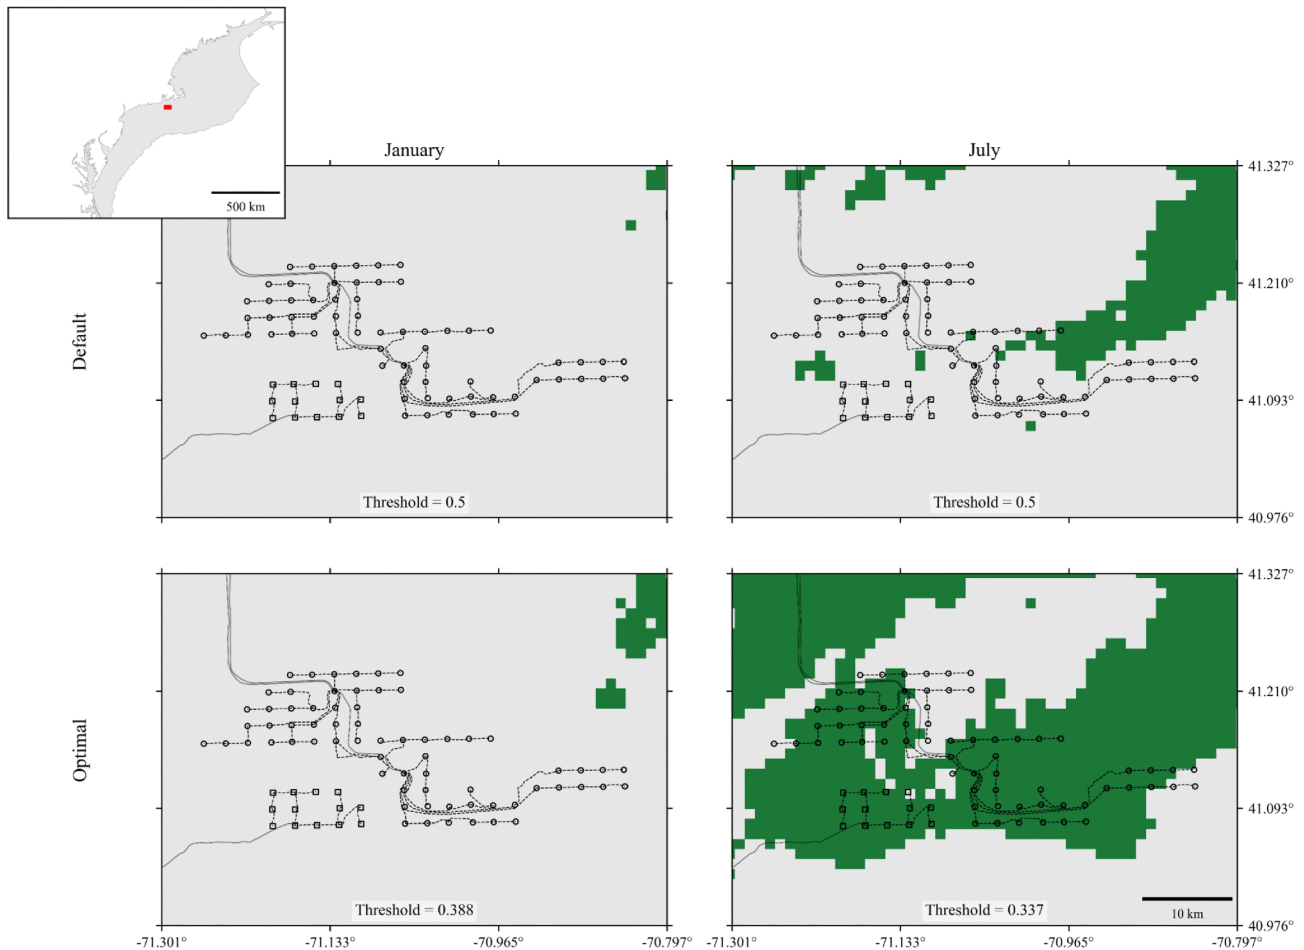 500 km
January
July
41.327°
41.210°
Default
41.093°
Threshold = 0.5
Threshold = 0.5
40.976°
41.327°
41.210°
Optimal
41.093°
Threshold = 0.388
Threshold = 0.337
10 km
40.976°
-71.301°
-71.133°
-70.965°
-70.797°
-71.301°
-71.133°
-70.965°
-70.797°